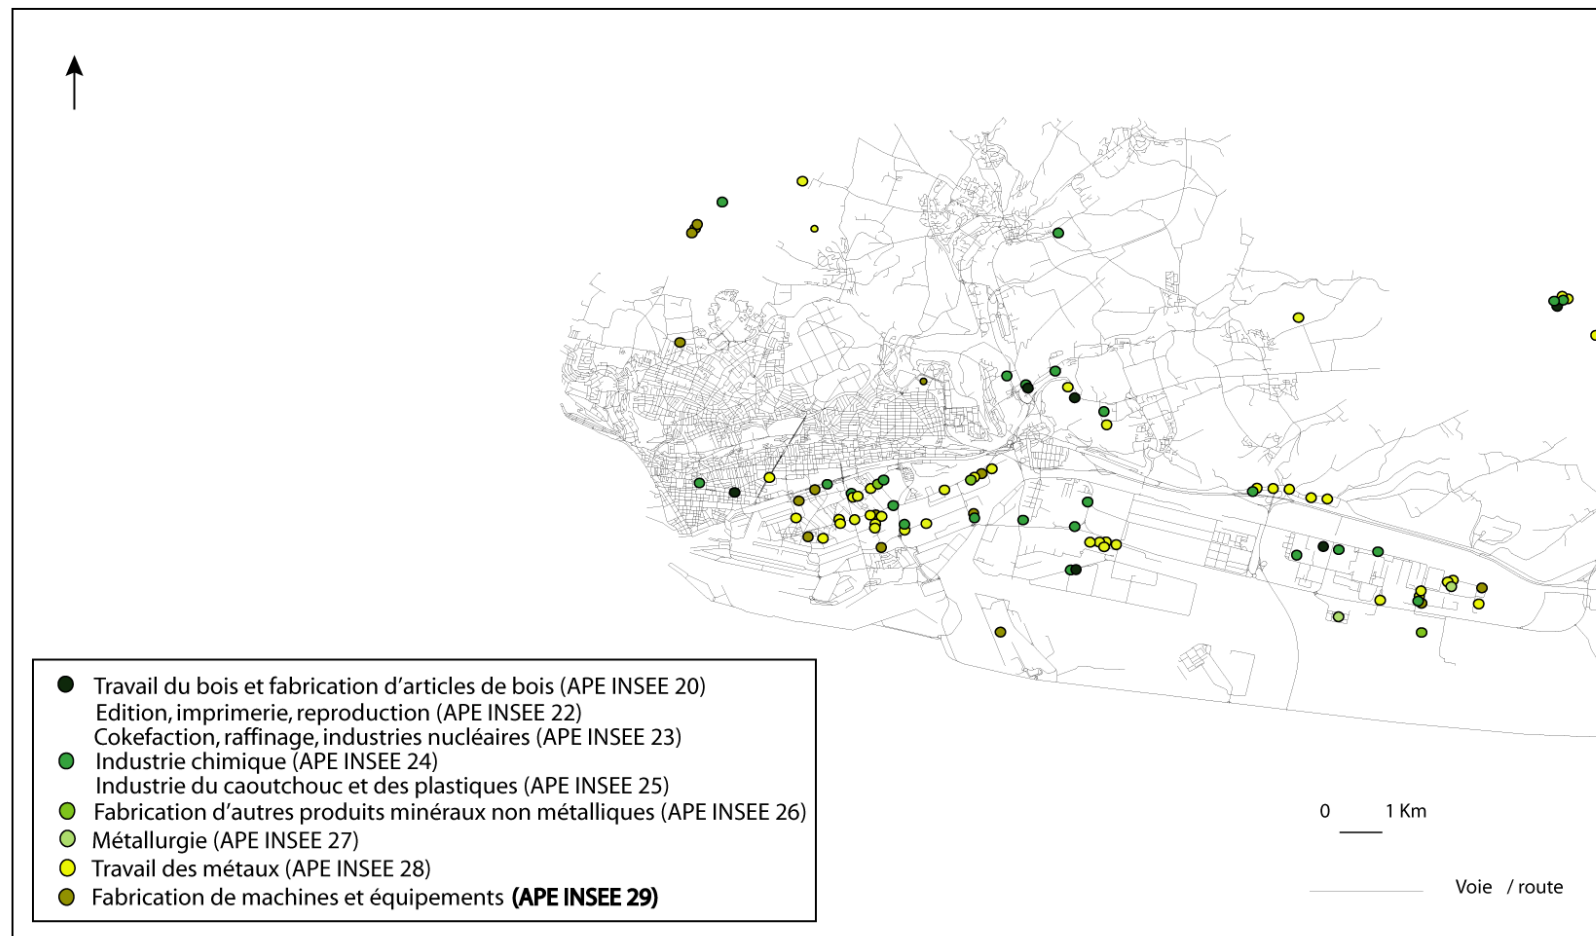 Travail du bois et fabrication d'articles de bois (APE INSEE 20)
Edition, imprimerie, reproduction (APE INSEE 22)
Cokefaction, raffinage, industries nucléaires (APE INSEE 23)
Industrie chimique (APE INSEE 24)
Industrie du caoutchouc et des plastiques (APE INSEE 25)
Fabrication d'autres produits minéraux non métalliques (APE INSEE 26)
Métallurgie (APE INSEE 27)
Travail des métaux (APE INSEE 28)
Fabrication de machines et équipements (APE INSEE 29)
0 1 Km
Voie / route